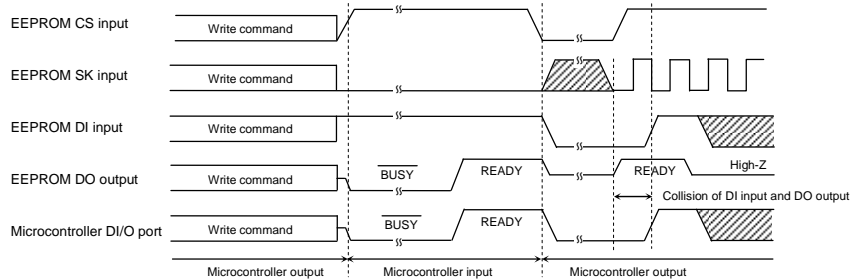 EEPROM CS input
Write command
EEPROM SK input
Write command
EEPROM DI input
Write command
EEPROM DO output
Write command
BUSY
READY
READY
High-Z
Collision of DI input and DO output
Microcontroller DI/O port
Write command
BUSY
READY
Microcontroller output
Microcontroller input
Microcontroller output